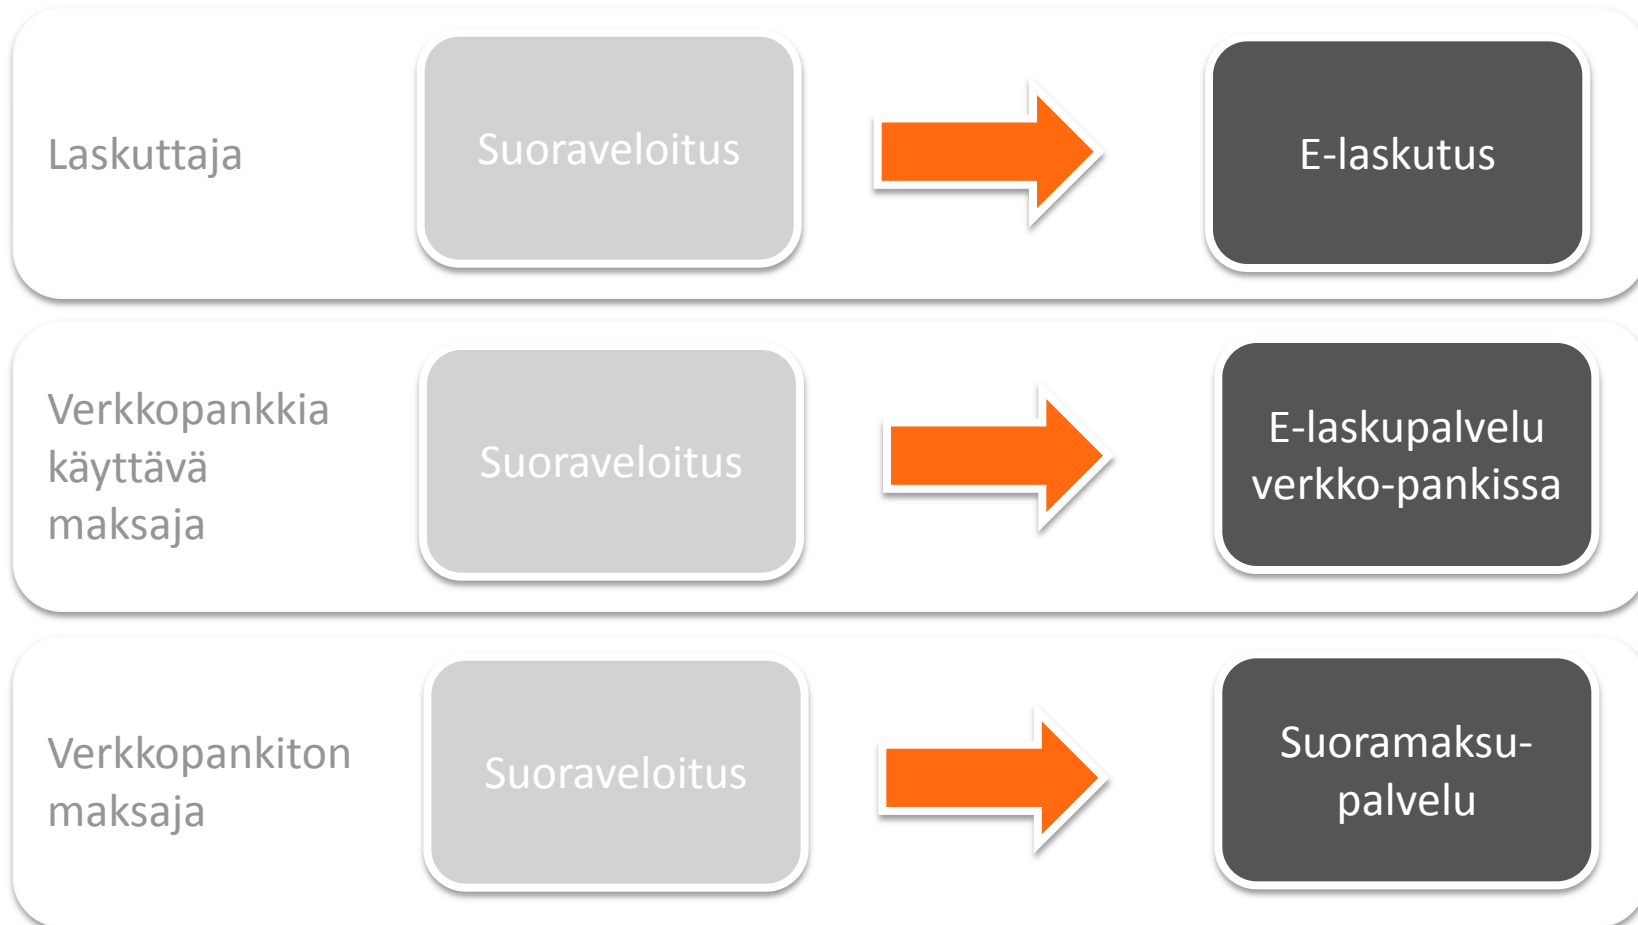 Laskuttaja
Suoraveloitus
E-laskutus
Verkkopankkia
käyttävä
maksaja
Suoraveloitus
E-laskupalvelu
verkko-pankissa
Verkkopankiton
maksaja
Suoraveloitus
Suoramaksu-
palvelu